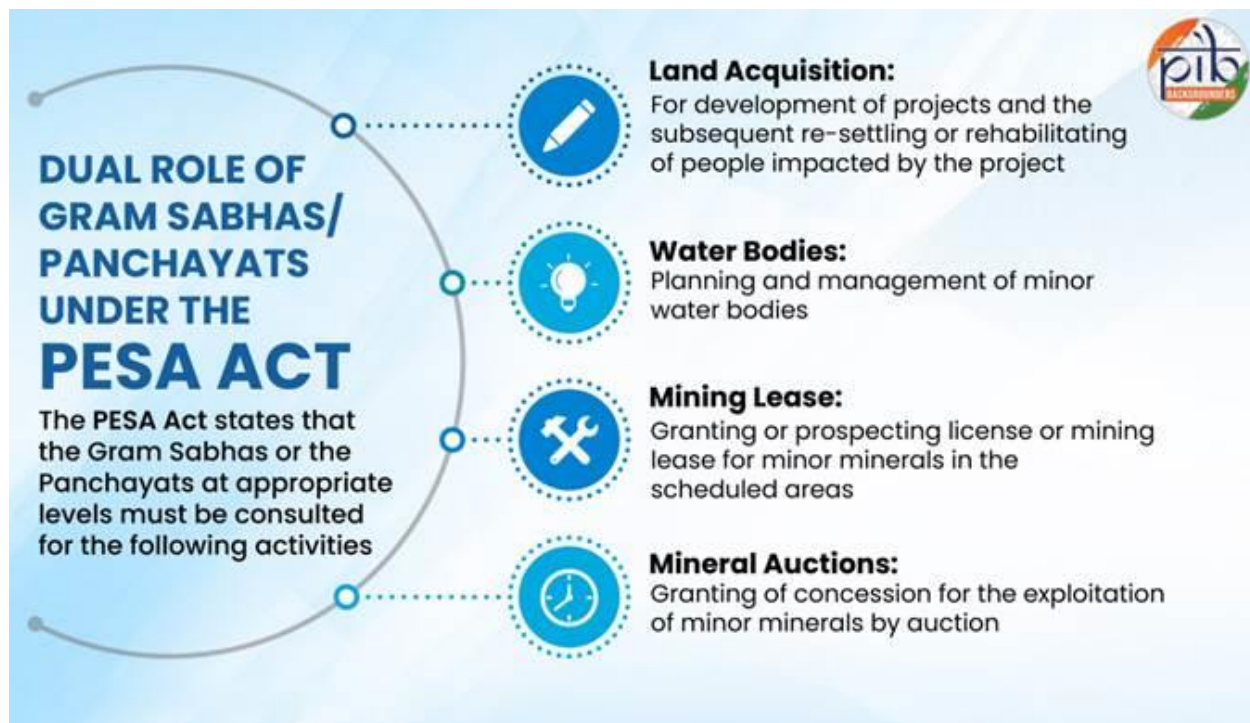 DUAL ROLE OF
GRAM SABHAS/
PANCHAYATS
UNDER THE
PESA ACT
The PESA Act states that
the Gram Sabhas or the
Panchayats at appropriate
levels must be consulted
for the following activities
Land Acquisition:
For development of projects and the
subsequent re-settling or rehabilitating
of people impacted by the project
Water Bodies:
Planning and management of minor
water bodies
Mining Lease:
Granting or prospecting license or mining
lease for minor minerals in the
scheduled areas
Mineral Auctions:
Granting of concession for the exploitation
of minor minerals by auction
pib
BACKGROUNDERS